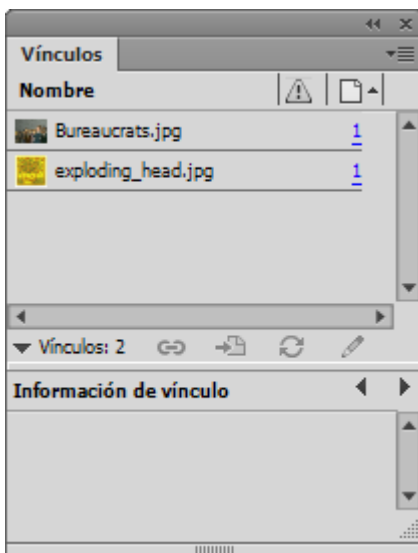 Vínculos
Nombre
Bureaucrats.jpg 1
exploding_head.jpg 1
Vínculos: 2
Información de vínculo